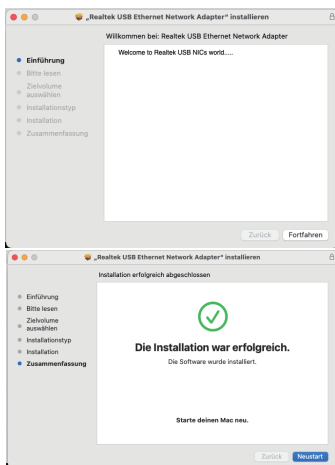 „Realtek USB Ethernet Network Adapter“ installieren
Willkommen bei: Realtek USB Ethernet Network Adapter
Welcome to Realtek USB NICs world.....
Einführung
Bitte lesen
Zielvolume
auswählen
Installationstyp
Installation
Zusammenfassung
Zurück
Fortfahren
„Realtek USB Ethernet Network Adapter“ installieren
Installation erfolgreich abgeschlossen
Einführung
Bitte lesen
Zielvolume
auswählen
Installationstyp
Installation
Zusammenfassung
Die Installation war erfolgreich.
Die Software wurde installiert.
Starte deinen Mac neu.
Zurück
Neustart